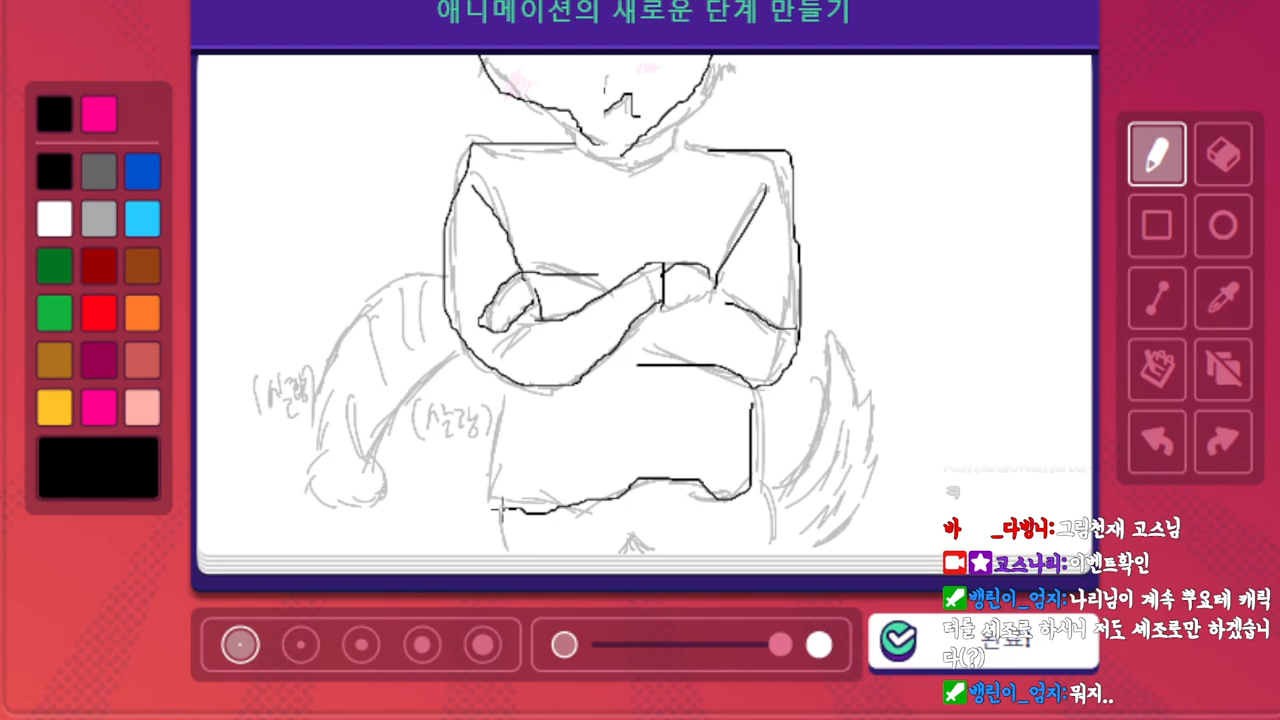 애니메이션의 새로운 단계 만들기
(살랑)
(살랑)
ㅋ
바 _다방니: 그림천재 고스님
고스나리: 이벤트확인
뱅린이_엄지: 나리님이 계속 뿌요테 캐릭
터들 세조로 하시니 저도 세조로만 하겠습니
다(?)
뱅린이_엄지: 뭐지..